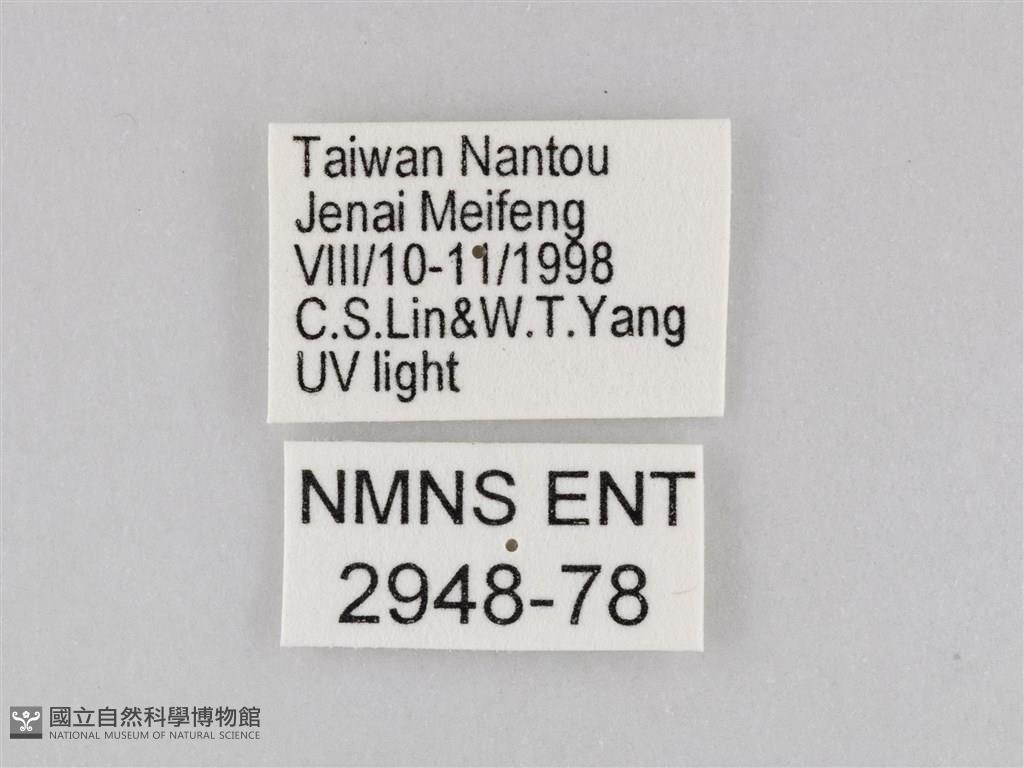 Taiwan Nantou
Jenai Meifeng
VIII/10-11/1998
C.S.Lin&W.T.Yang
UV light
NMNS ENT
2948-78
國立自然科學博物館
NATIONAL MUSEUM OF NATURAL SCIENCE